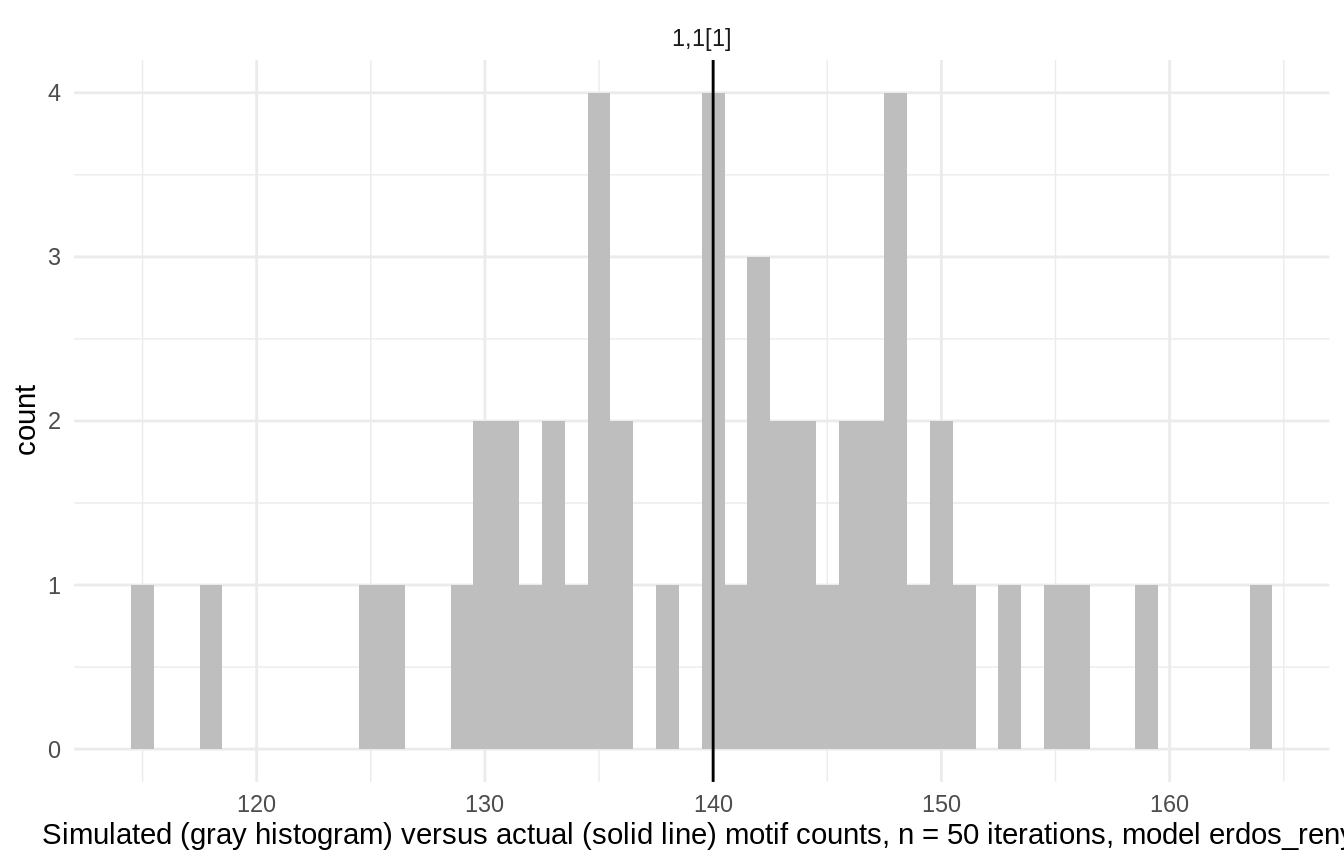 1,1[1]
4
3
2
1
0
count
120 130 140 150 160
Simulated (gray histogram) versus actual (solid line) motif counts, n = 50 iterations, model erdos_reny